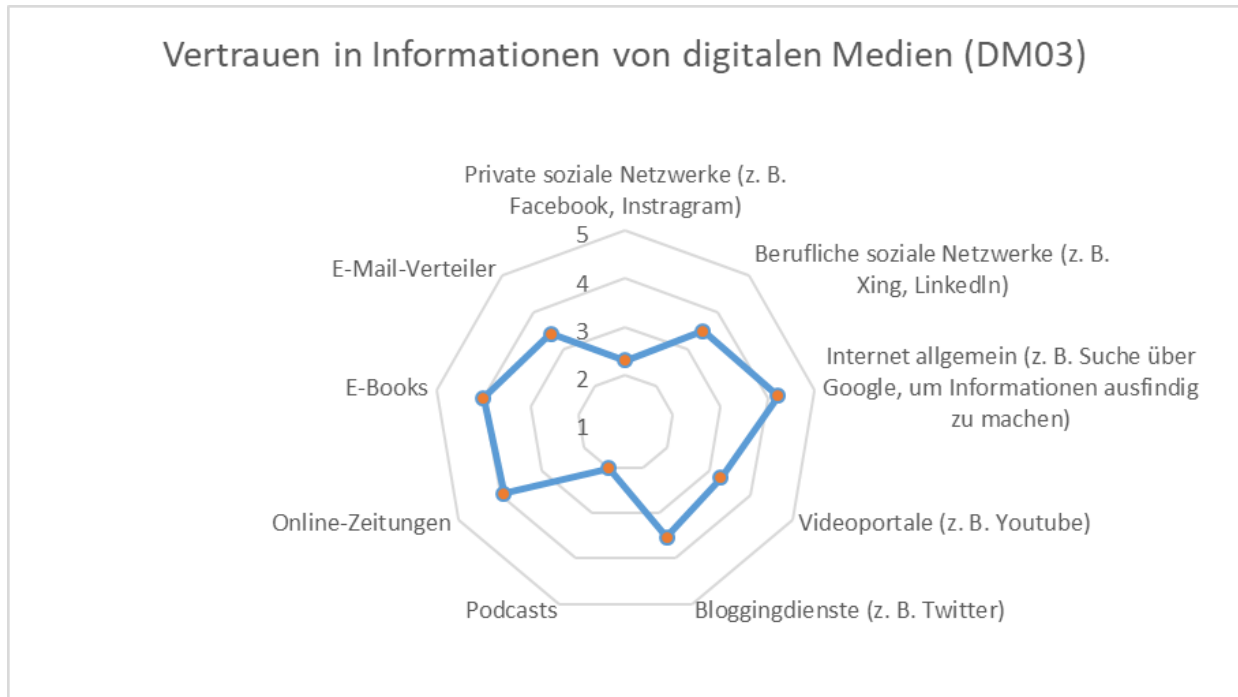 Vertrauen in Informationen von digitalen Medien (DM03)
Private soziale Netzwerke (z. B.
Facebook, Instragram)
5
4
3
2
1
Berufliche soziale Netzwerke (z. B.
Xing, LinkedIn)
Internet allgemein (z. B. Suche über
Google, um Informationen ausfindig
zu machen)
Videoportale (z. B. Youtube)
Bloggingdienste (z. B. Twitter)
Podcasts
Online-Zeitungen
E-Books
E-Mail-Verteiler